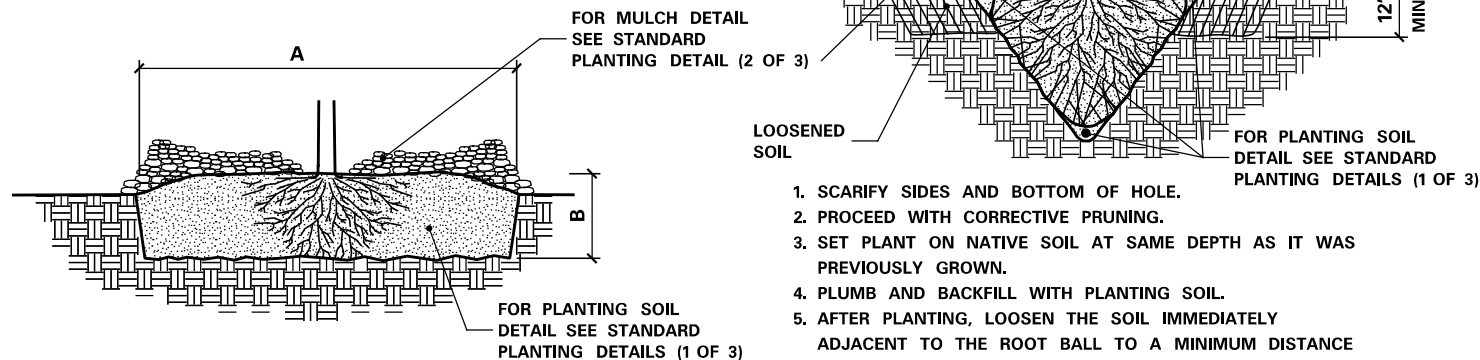 FOR MULCH DETAIL
SEE STANDARD
PLANTING DETAIL (2 OF 3)
A
B
FOR PLANTING SOIL
DETAIL SEE STANDARD
PLANTING DETAILS (1 OF 3)
12"
MIN
LOOSENED
SOIL
FOR PLANTING SOIL
DETAIL SEE STANDARD
PLANTING DETAILS (1 OF 3)
1. SCARIFY SIDES AND BOTTOM OF HOLE.
2. PROCEED WITH CORRECTIVE PRUNING.
3. SET PLANT ON NATIVE SOIL AT SAME DEPTH AS IT WAS
PREVIOUSLY GROWN.
4. PLUMB AND BACKFILL WITH PLANTING SOIL.
5. AFTER PLANTING, LOOSEN THE SOIL IMMEDIATELY
ADJACENT TO THE ROOT BALL TO A MINIMUM DISTANCE